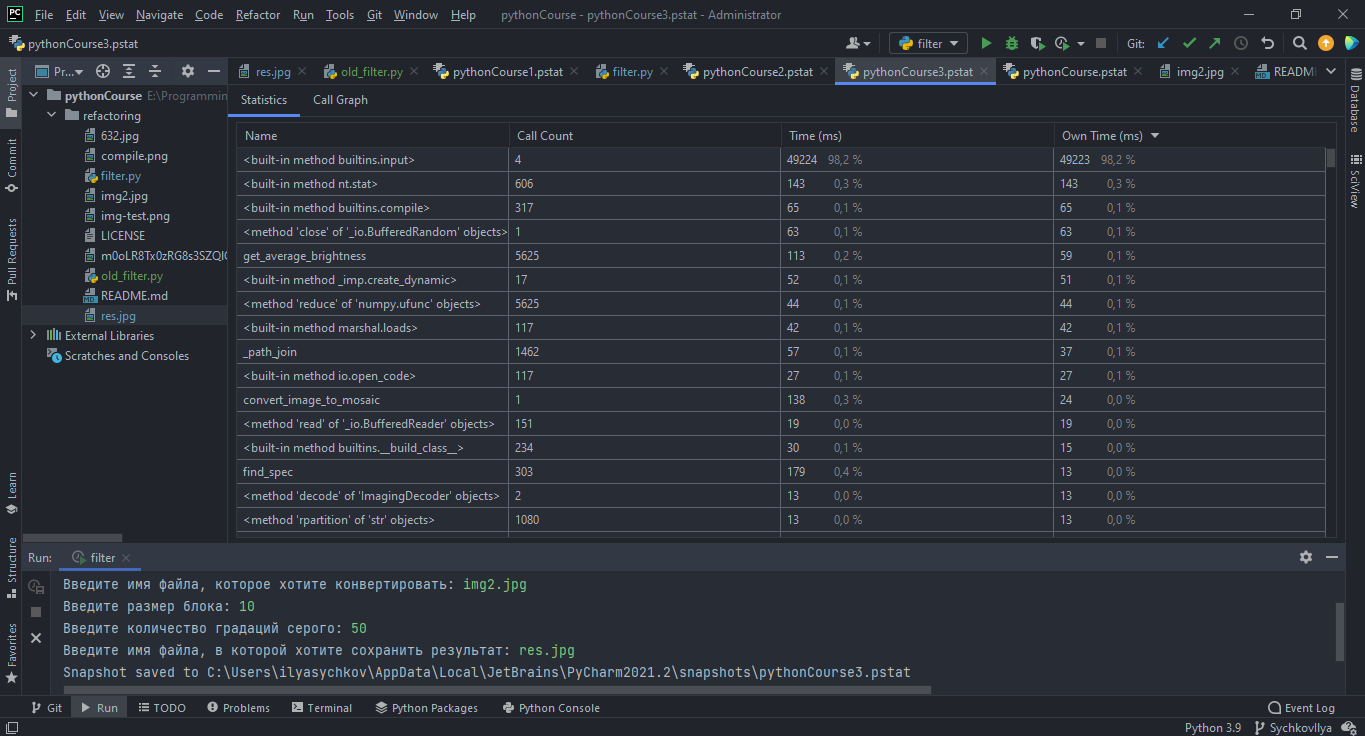 PC File Edit View Navigate Code Refactor Run Tools Git Window Help pythonCourse - pythonCourse3.pstat - Administrator
pythonCourse3.pstat filter Git:
Project Pr... res.jpg old_filter.py pythonCourse1.pstat filter.py pythonCourse2.pstat pythonCourse3.pstat pythonCourse.pstat img2.jpg READM
Commit
Pull Requests
Learn
Structure
Favorites
Database
SciView
pythonCourse E:\Programmin
refactoring
632.jpg
compile.png
filter.py
img2.jpg
img-test.png
LICENSE
old_filter.py
MD README.md
res.jpg
External Libraries
Scratches and Consoles
Statistics Call Graph
Name Call Count Time (ms) Own Time (ms)
<built-in method builtins.input> 4 49224 98,2 % 49223 98,2 %
<built-in method nt.stat> 606 143 0,3 % 143 0,3 %
<built-in method builtins.compile> 317 65 0,1 % 65 0,1 %
<method 'close' of '_io.BufferedRandom' objects> 1 63 0,1 % 63 0,1 %
get_average_brightness 5625 113 0,2 % 59 0,1 %
<built-in method _imp.create_dynamic> 17 52 0,1 % 51 0,1 %
<method 'reduce' of 'numpy.ufunc' objects> 5625 44 0,1 % 44 0,1 %
<built-in method marshal.loads> 117 42 0,1 % 42 0,1 %
_path_join 1462 57 0,1 % 37 0,1 %
<built-in method io.open_code> 117 27 0,1 % 27 0,1 %
convert_image_to_mosaic 1 138 0,3 % 24 0,0 %
<method 'read' of '_io.BufferedReader' objects> 151 19 0,0 % 19 0,0 %
<built-in method builtins.__build_class__> 234 30 0,1 % 15 0,0 %
find_spec 303 179 0,4 % 13 0,0 %
<method 'decode' of 'ImagingDecoder' objects> 2 13 0,0 % 13 0,0 %
<method 'rpartition' of 'str' objects> 1080 13 0,0 % 13 0,0 %
Run: filter
Введите имя файла, которое хотите конвертировать: img2.jpg
Введите размер блока: 10
Введите количество градаций серого: 50
Введите имя файла, в которой хотите сохранить результат: res.jpg
Snapshot saved to C:\Users\ilyasychkov\AppData\Local\JetBrains\PyCharm2021.2\snapshots\pythonCourse3.pstat
Git Run TODO Problems Terminal Python Packages Python Console Event Log
Python 3.9 SychkovIlya